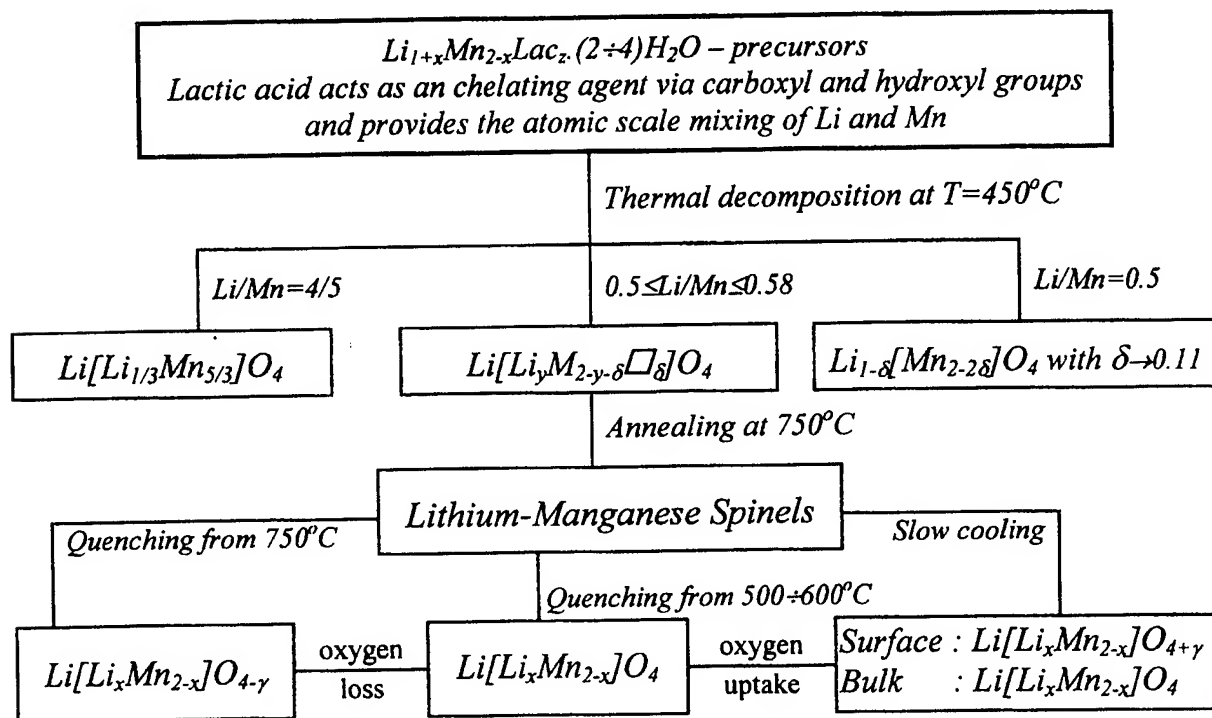 Li₁₊ₓMn₂₋ₓLac_z.(2÷4)H₂O – precursors
Lactic acid acts as an chelating agent via carboxyl and hydroxyl groups
and provides the atomic scale mixing of Li and Mn
Thermal decomposition at T=450°C
Li/Mn=4/5
0.5≤Li/Mn≤0.58
Li/Mn=0.5
Li[Li₁/₃Mn₅/₃]O₄
Li[Li_yM₂₋y₋δ□δ]O₄
Li₁₋δ[Mn₂₋₂δ]O₄ with δ→0.11
Annealing at 750°C
Lithium-Manganese Spinels
Quenching from 750°C
Slow cooling
Quenching from 500÷600°C
Li[LiₓMn₂₋ₓ]O₄₋γ
oxygen
loss
Li[LiₓMn₂₋ₓ]O₄
oxygen
uptake
Surface : Li[LiₓMn₂₋ₓ]O₄₊γ
Bulk : Li[LiₓMn₂₋ₓ]O₄